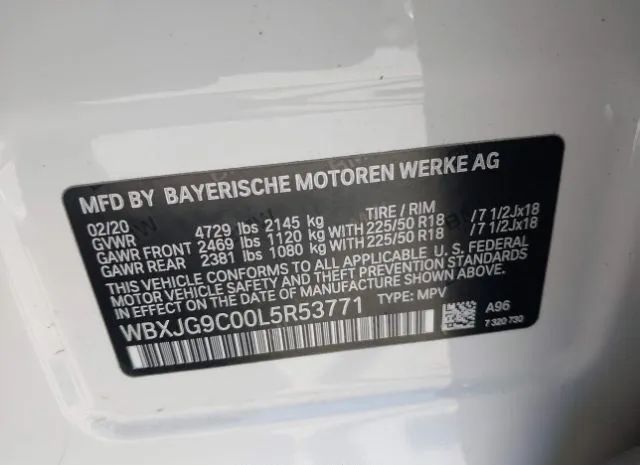 MFD BY BAYERISCHE MOTOREN WERKE AG
02/20 TIRE / RIM
GVWR 4729 lbs 2145 kg
GAWR FRONT 2469 lbs 1120 kg WITH 225/50 R18 /7 1/2Jx18
GAWR REAR 2381 lbs 1080 kg WITH 225/50 R18 /7 1/2Jx18
THIS VEHICLE CONFORMS TO ALL APPLICABLE U.S. FEDERAL
SAFETY, BUMPER, AND THEFT PREVENTION STANDARDS
IN EFFECT ON THE DATE OF MANUFACTURE SHOWN ABOVE.
WBXJG9C00L5R53771 TYPE: MPV
A96
7 320 730